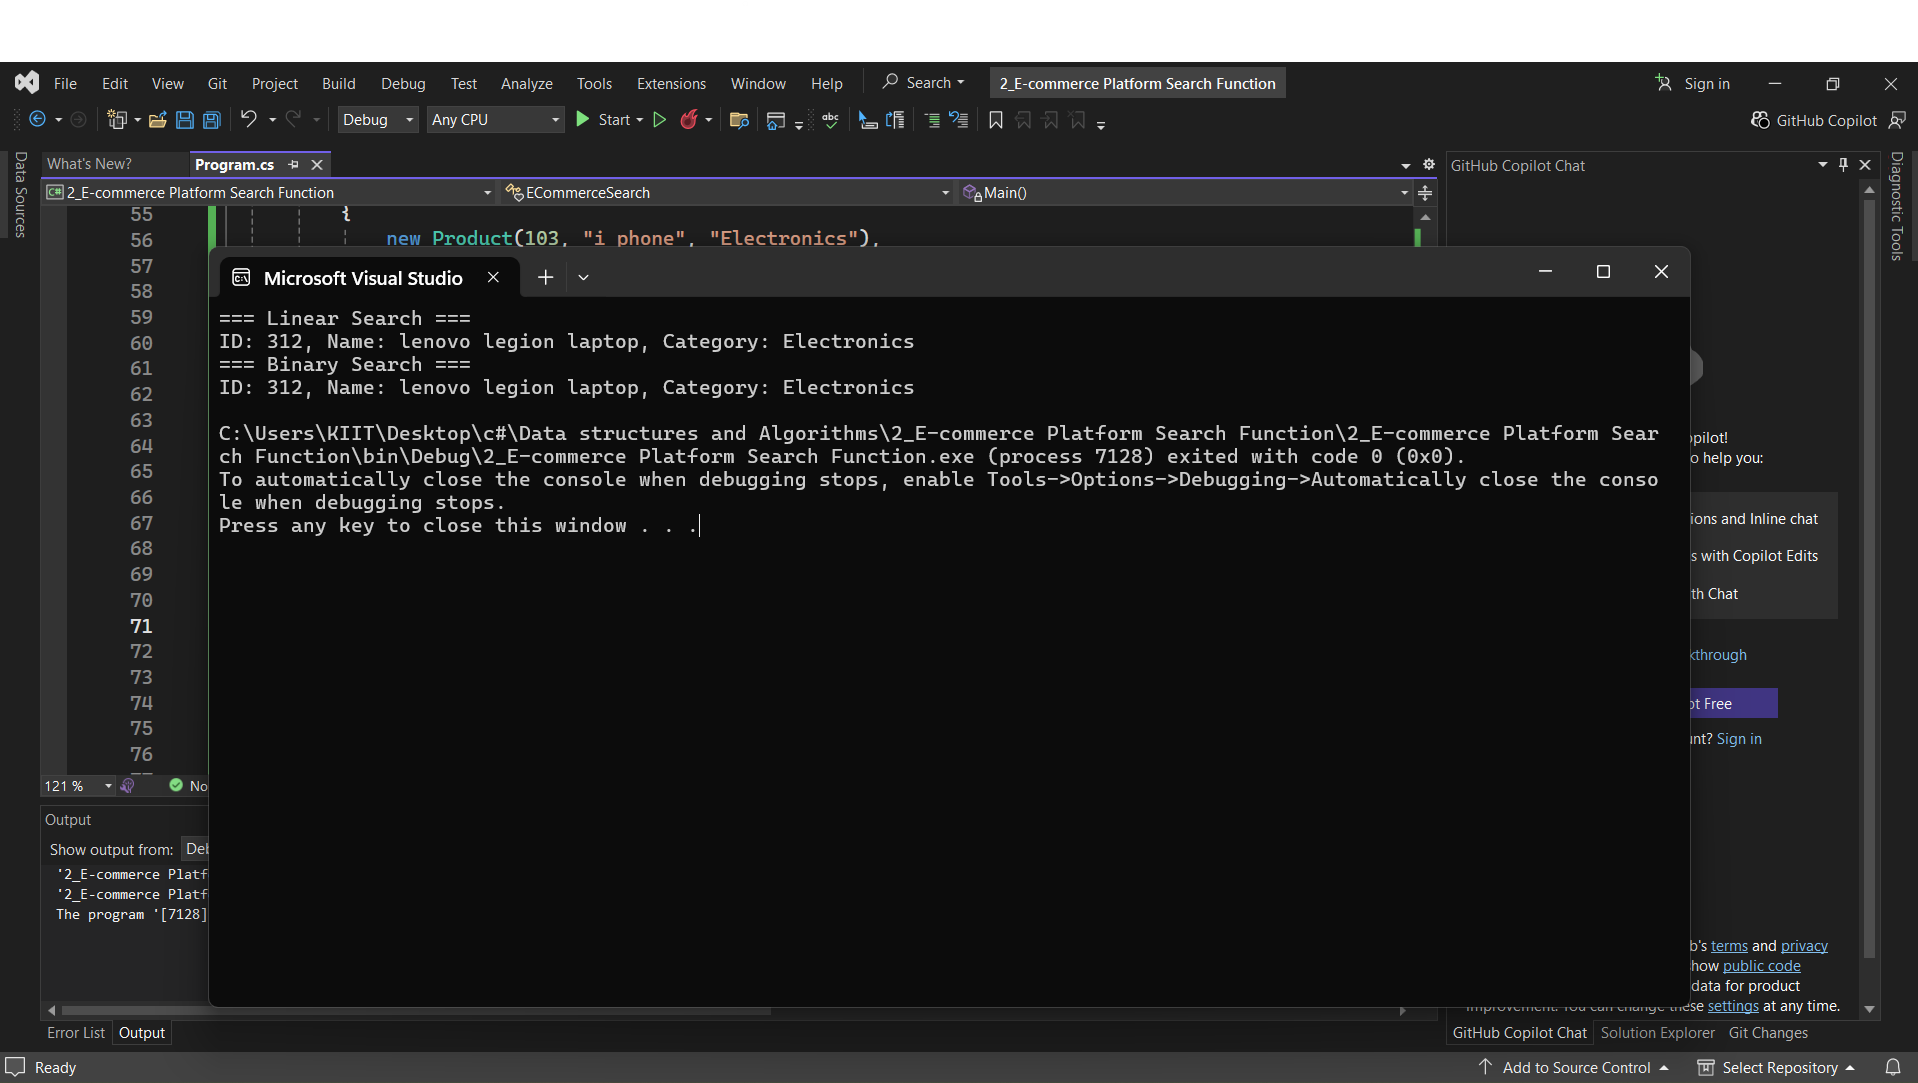 File Edit View Git Project Build Debug Test Analyze Tools Extensions Window Help Search 2_E-commerce Platform Search Function Sign in
Debug Any CPU Start GitHub Copilot
Data Sources
What's New? Program.cs
2_E-commerce Platform Search Function ECommerceSearch Main()
55 {
56 new Product(103, "i phone", "Electronics"),
57
58
59
60
61
62
63
64
65
66
67
68
69
70
71
72
73
74
75
76
Microsoft Visual Studio
=== Linear Search ===
ID: 312, Name: lenovo legion laptop, Category: Electronics
=== Binary Search ===
ID: 312, Name: lenovo legion laptop, Category: Electronics
C:\Users\KIIT\Desktop\c#\Data structures and Algorithms\2_E-commerce Platform Search Function\2_E-commerce Platform Sear
ch Function\bin\Debug\2_E-commerce Platform Search Function.exe (process 7128) exited with code 0 (0x0).
To automatically close the console when debugging stops, enable Tools->Options->Debugging->Automatically close the conso
le when debugging stops.
Press any key to close this window . . .
121 % No
Output
Show output from: Deb
'2_E-commerce Platf
'2_E-commerce Platf
The program '[7128]
Error List Output
GitHub Copilot Chat
Diagnostic Tools
pilot!
o help you:
ions and Inline chat
s with Copilot Edits
th Chat
kthrough
ot Free
unt? Sign in
b's terms and privacy
how public code
data for product
improvement. You can change these settings at any time.
GitHub Copilot Chat Solution Explorer Git Changes
Ready Add to Source Control Select Repository